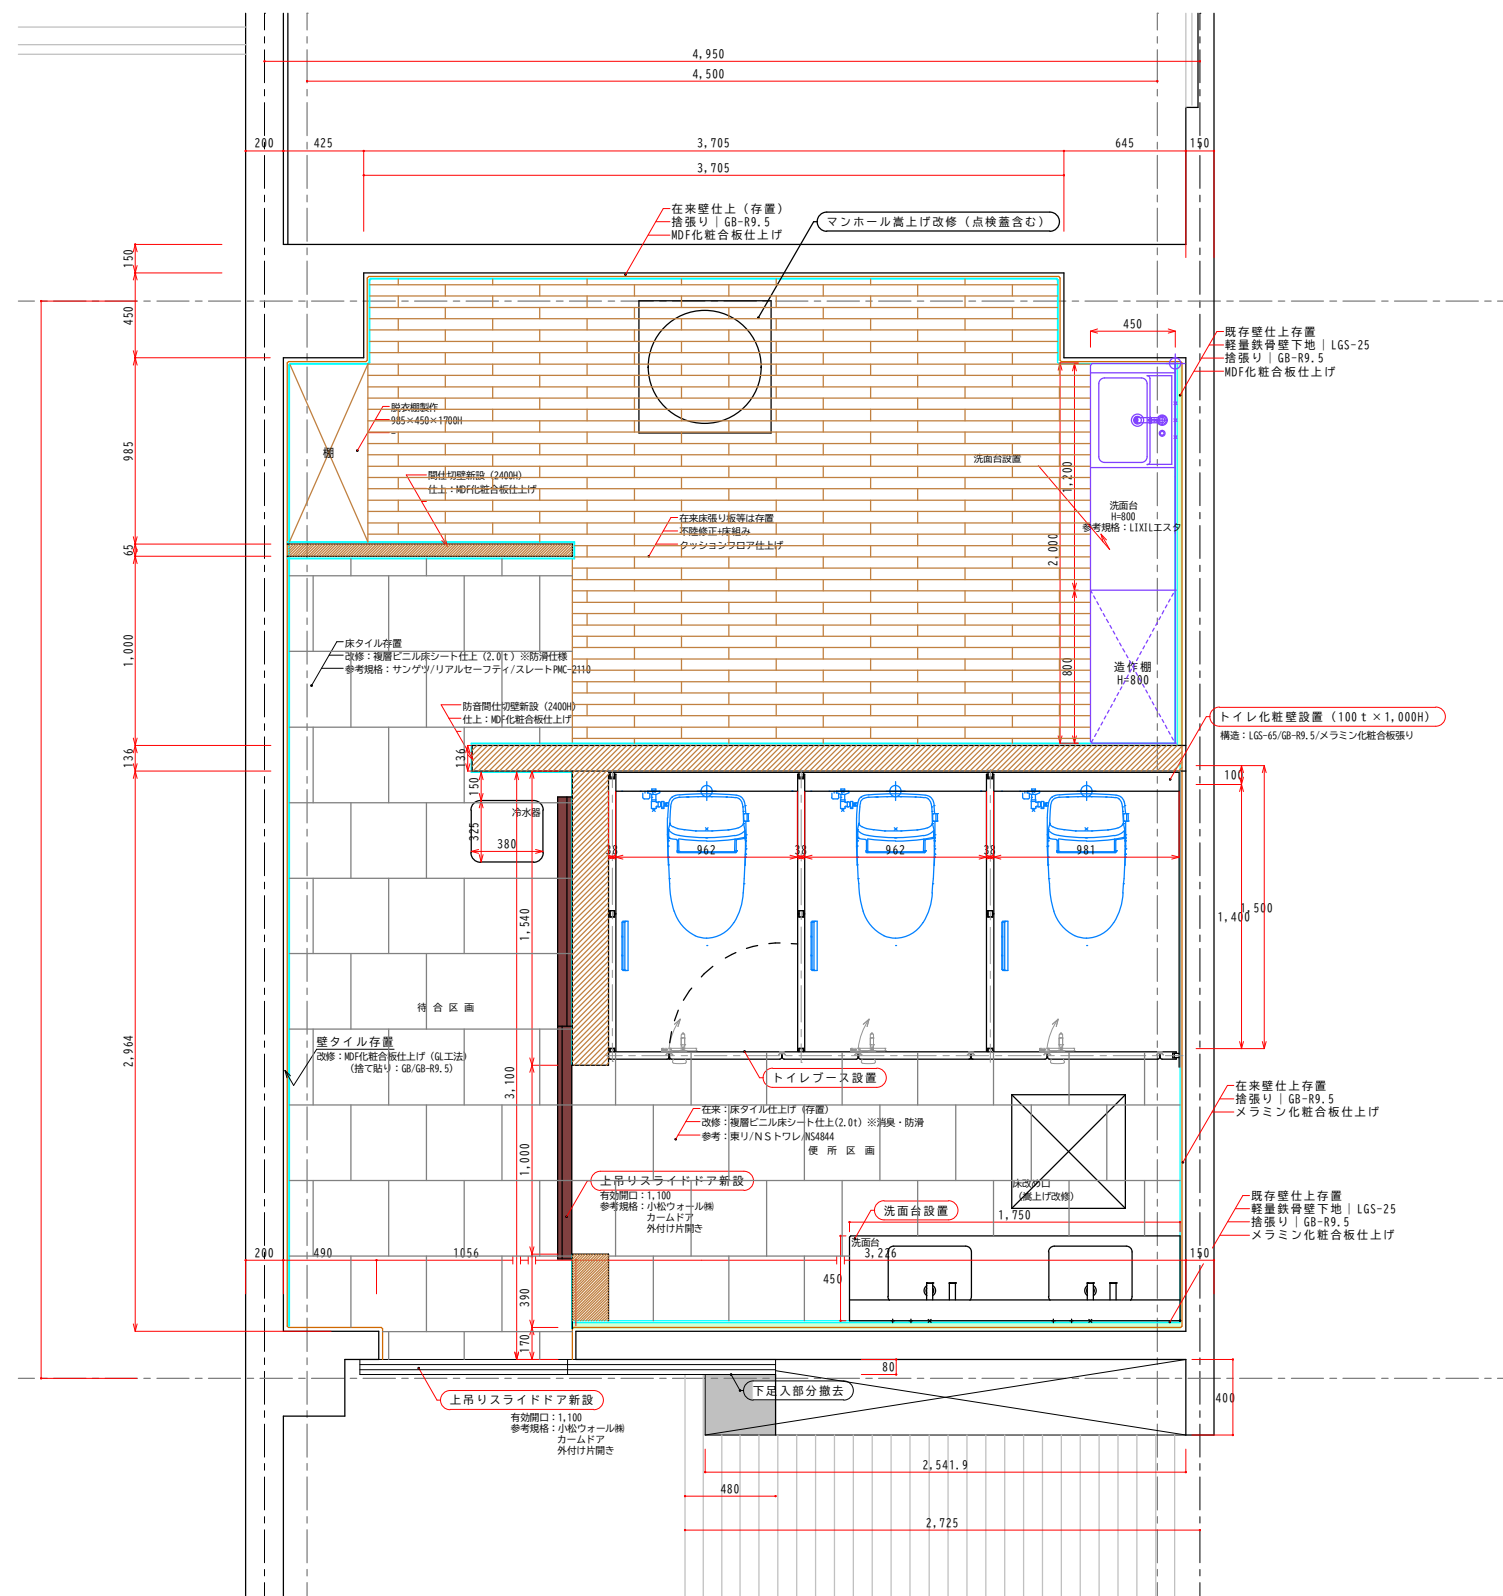 4,950
4,500
200
425
3,705
645
150
3,705
在来壁仕上（存置）
捨張り｜GB-R9.5
MDF化粧合板仕上げ
マンホール嵩上げ改修（点検蓋含む）
150
450
985
65
1,000
136
2,964
450
既存壁仕上存置
軽量鉄骨壁下地｜LGS-25
捨張り｜GB-R9.5
MDF化粧合板仕上げ
脱衣棚製作
985×450×1700H
棚
間仕切壁新設（2400H）
仕上：MDF化粧合板仕上げ
洗面台設置
1,200
2,000
800
洗面台
H=800
参考規格：LIXILエスタ
在来床張り板等は存置
不陸修正+床組み
クッションフロア仕上げ
床タイル存置
改修：複層ビニル床シート仕上（2.0ｔ）※防滑仕様
参考規格：サンゲツ/リアルセーフティ/スレートPMC-2110
造作棚
H=800
防音間仕切壁新設（2400H）
仕上：MDF化粧合板仕上げ
トイレ化粧壁設置（100ｔ×1,000H）
構造：LGS-65/GB-R9.5/メラミン化粧合板張り
136
150
325
380
冷水器
100
38
962
38
962
38
981
1,400
1,500
1,540
3,100
1,000
390
170
待合区画
壁タイル存置
改修：MDF化粧合板仕上げ（GL工法）
（捨て貼り：GB/GB-R9.5）
トイレブース設置
在来：床タイル仕上げ（存置）
改修：複層ビニル床シート仕上(2.0t）※消臭・防滑
参考：東リ/ＮＳトワレ/NS4844
便所区画
在来壁仕上存置
捨張り｜GB-R9.5
メラミン化粧合板仕上げ
上吊りスライドドア新設
有効開口：1,100
参考規格：小松ウォール㈱
カームドア
外付け片開き
床改め口
（嵩上げ改修）
洗面台設置
1,750
洗面台
既存壁仕上存置
軽量鉄骨壁下地｜LGS-25
捨張り｜GB-R9.5
メラミン化粧合板仕上げ
200
490
1056
3,226
150
450
80
400
上吊りスライドドア新設
有効開口：1,100
参考規格：小松ウォール㈱
カームドア
外付け片開き
下足入部分撤去
2,541.9
480
2,725